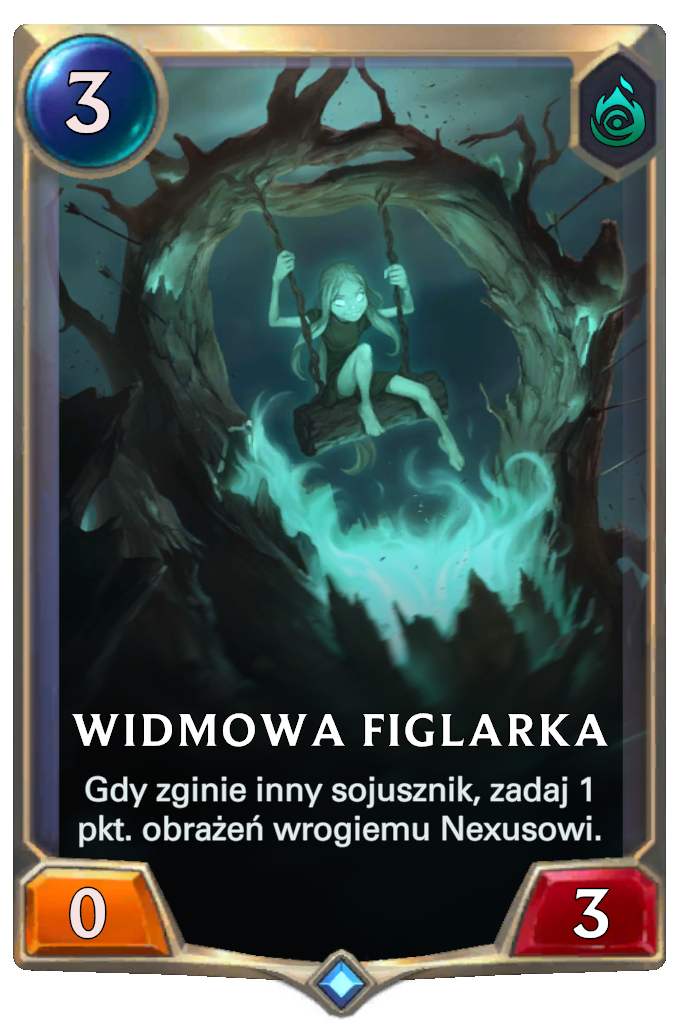 3
WIDMOWA FIGLARKA
Gdy zginie inny sojusznik, zadaj 1
pkt. obrażeń wrogiemu Nexusowi.
0
3